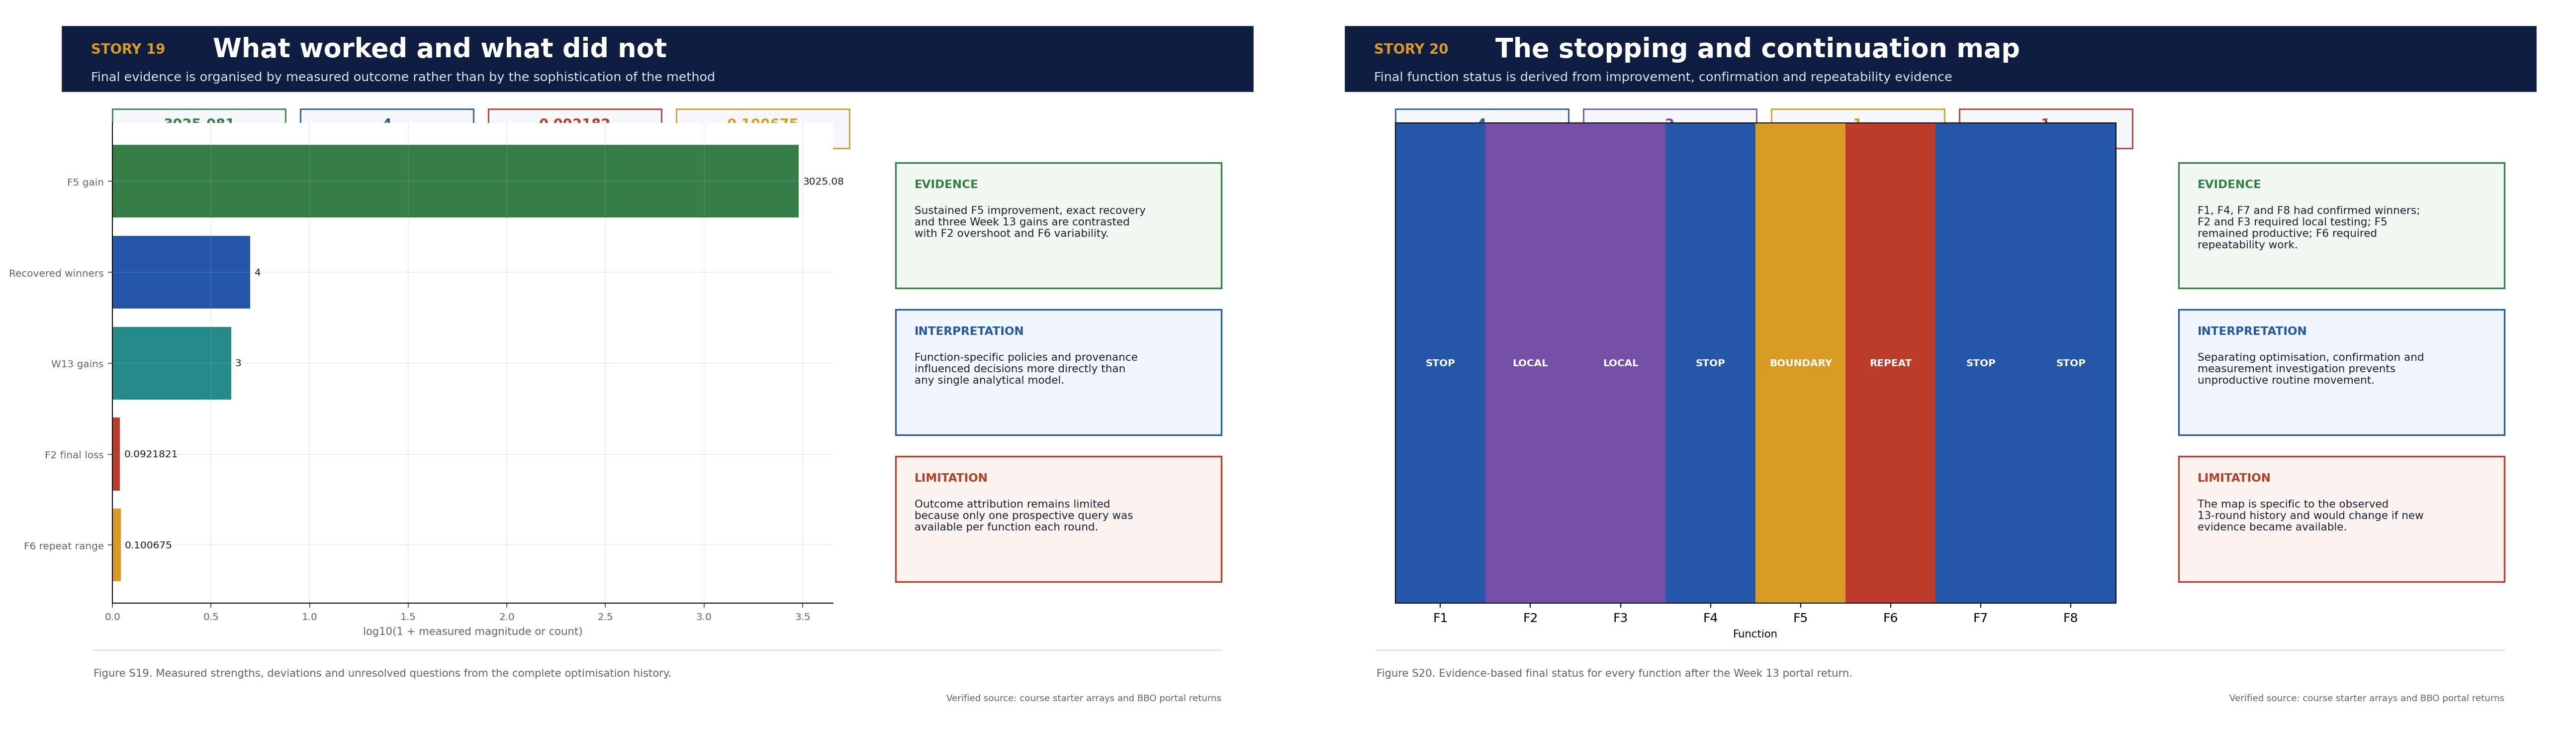 STORY 19
What worked and what did not
Final evidence is organised by measured outcome rather than by the sophistication of the method
3025.081
4
0.092182
0.100675
F5 gain
3025.08
Recovered winners
4
W13 gains
3
F2 final loss
0.0921821
F6 repeat range
0.100675
0.0
0.5
1.0
1.5
2.0
2.5
3.0
3.5
log10(1 + measured magnitude or count)
EVIDENCE
Sustained F5 improvement, exact recovery
and three Week 13 gains are contrasted
with F2 overshoot and F6 variability.
INTERPRETATION
Function-specific policies and provenance
influenced decisions more directly than
any single analytical model.
LIMITATION
Outcome attribution remains limited
because only one prospective query was
available per function each round.
Figure S19. Measured strengths, deviations and unresolved questions from the complete optimisation history.
Verified source: course starter arrays and BBO portal returns
STORY 20
The stopping and continuation map
Final function status is derived from improvement, confirmation and repeatability evidence
4
2
1
1
STOP
LOCAL
LOCAL
STOP
BOUNDARY
REPEAT
STOP
STOP
F1
F2
F3
F4
F5
F6
F7
F8
Function
EVIDENCE
F1, F4, F7 and F8 had confirmed winners;
F2 and F3 required local testing; F5
remained productive; F6 required
repeatability work.
INTERPRETATION
Separating optimisation, confirmation and
measurement investigation prevents
unproductive routine movement.
LIMITATION
The map is specific to the observed
13-round history and would change if new
evidence became available.
Figure S20. Evidence-based final status for every function after the Week 13 portal return.
Verified source: course starter arrays and BBO portal returns